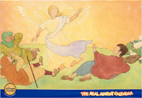 THE REAL ADVENT CALENDAR